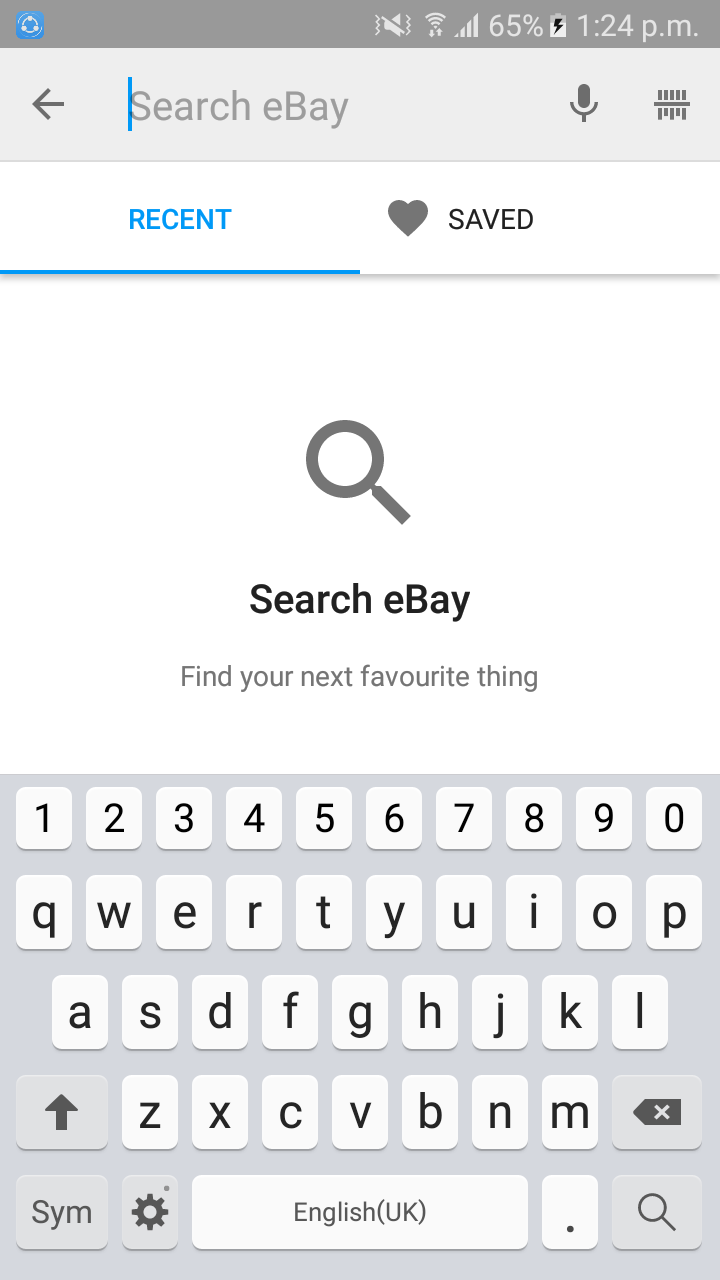 65% 1:24 p.m.
Search eBay
RECENT SAVED
Search eBay
Find your next favourite thing
1 2 3 4 5 6 7 8 9 0
q w e r t y u i o p
a s d f g h j k l
z x c v b n m
Sym English(UK) .